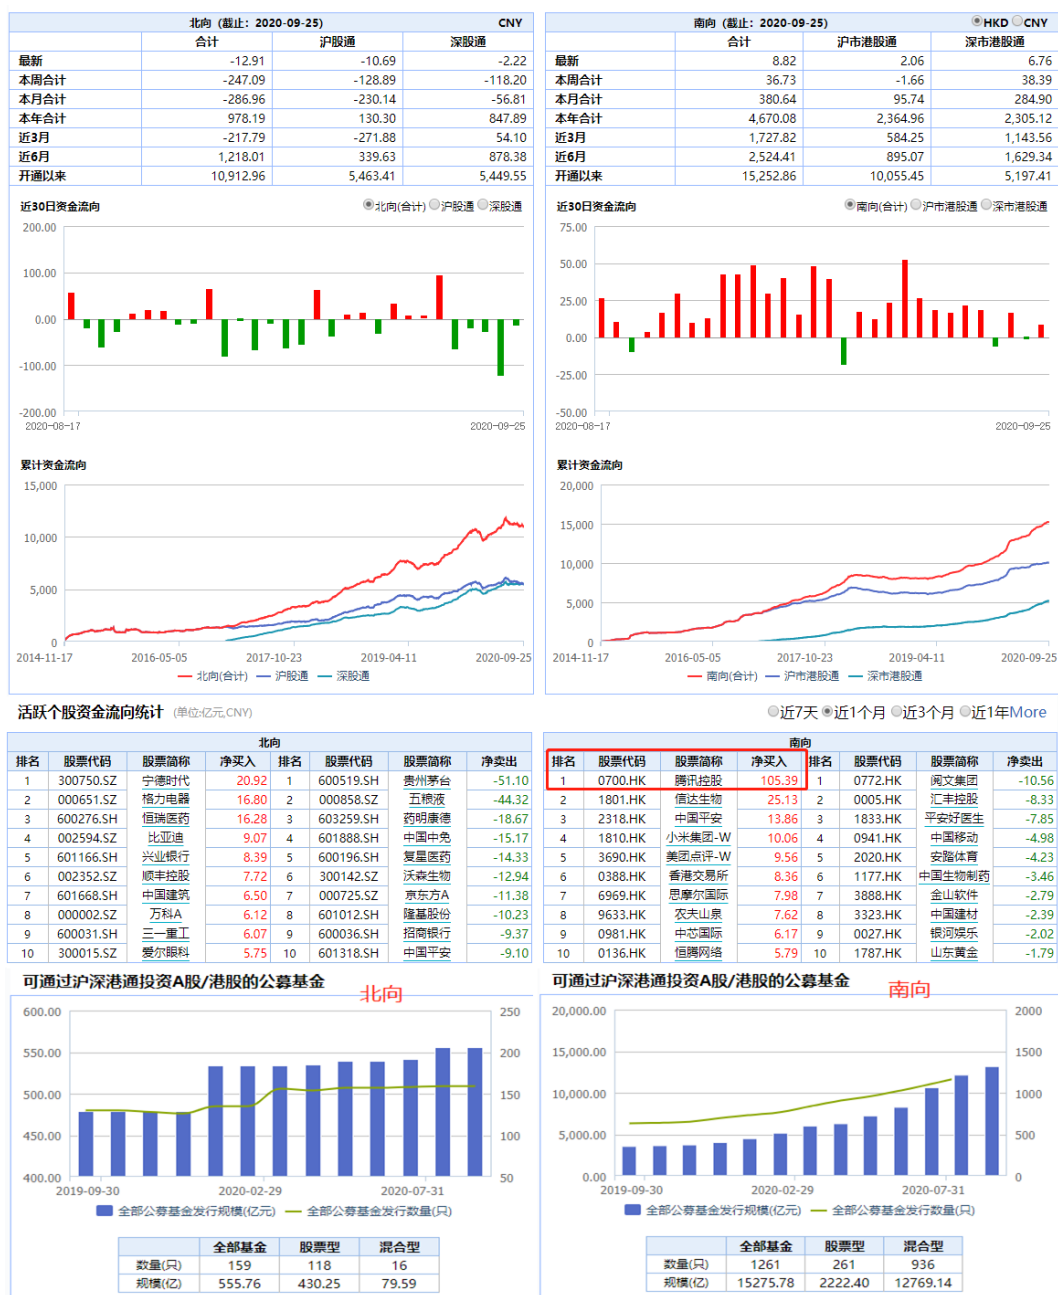 北向（截止：2020-09-25） CNY
合计 沪股通 深股通
最新 -12.91 -10.69 -2.22
本周合计 -247.09 -128.89 -118.20
本月合计 -286.96 -230.14 -56.81
本年合计 978.19 130.30 847.89
近3月 -217.79 -271.88 54.10
近6月 1,218.01 339.63 878.38
开通以来 10,912.96 5,463.41 5,449.55
近30日资金流向 北向(合计) 沪股通 深股通
200.00
100.00
0.00
-100.00
-200.00
2020-08-17 2020-09-25
累计资金流向
15,000
10,000
5,000
0
2014-11-17 2016-05-05 2017-10-23 2019-04-11 2020-09-25
北向(合计) 沪股通 深股通
南向（截止：2020-09-25） HKD CNY
合计 沪市港股通 深市港股通
最新 8.82 2.06 6.76
本周合计 36.73 -1.66 38.39
本月合计 380.64 95.74 284.90
本年合计 4,670.08 2,364.96 2,305.12
近3月 1,727.82 584.25 1,143.56
近6月 2,524.41 895.07 1,629.34
开通以来 15,252.86 10,055.45 5,197.41
近30日资金流向 南向(合计) 沪市港股通 深市港股通
75.00
50.00
25.00
0.00
-25.00
-50.00
2020-08-17 2020-09-25
累计资金流向
20,000
15,000
10,000
5,000
0
2014-11-17 2016-05-05 2017-10-23 2019-04-11 2020-09-25
南向(合计) 沪市港股通 深市港股通
活跃个股资金流向统计 (单位:亿元,CNY) 近7天 近1个月 近3个月 近1年 More
北向
排名 股票代码 股票简称 净买入 排名 股票代码 股票简称 净卖出
1 300750.SZ 宁德时代 20.92 1 600519.SH 贵州茅台 -51.10
2 000651.SZ 格力电器 16.80 2 000858.SZ 五粮液 -44.32
3 600276.SH 恒瑞医药 16.28 3 603259.SH 药明康德 -18.67
4 002594.SZ 比亚迪 9.07 4 601888.SH 中国中免 -15.17
5 601166.SH 兴业银行 8.39 5 600196.SH 复星医药 -14.33
6 002352.SZ 顺丰控股 7.72 6 300142.SZ 沃森生物 -12.94
7 601668.SH 中国建筑 6.50 7 000725.SZ 京东方A -11.38
8 000002.SZ 万科A 6.12 8 601012.SH 隆基股份 -10.23
9 600031.SH 三一重工 6.07 9 600036.SH 招商银行 -9.37
10 300015.SZ 爱尔眼科 5.75 10 601318.SH 中国平安 -9.10
南向
排名 股票代码 股票简称 净买入 排名 股票代码 股票简称 净卖出
1 0700.HK 腾讯控股 105.39 1 0772.HK 阅文集团 -10.56
2 1801.HK 信达生物 25.13 2 0005.HK 汇丰控股 -8.33
3 2318.HK 中国平安 13.86 3 1833.HK 平安好医生 -7.85
4 1810.HK 小米集团-W 10.06 4 0941.HK 中国移动 -4.98
5 3690.HK 美团点评-W 9.56 5 2020.HK 安踏体育 -4.23
6 0388.HK 香港交易所 8.36 6 1177.HK 中国生物制药 -3.46
7 6969.HK 思摩尔国际 7.98 7 3888.HK 金山软件 -2.79
8 9633.HK 农夫山泉 7.62 8 3323.HK 中国建材 -2.39
9 0981.HK 中芯国际 6.17 9 0027.HK 银河娱乐 -2.02
10 0136.HK 恒腾网络 5.79 10 1787.HK 山东黄金 -1.79
可通过沪深港通投资A股/港股的公募基金
北向
600.00 250
550.00 200
500.00 150
450.00 100
400.00 50
2019-09-30 2020-02-29 2020-07-31
全部公募基金发行规模(亿元) 全部公募基金发行数量(只)
全部基金 股票型 混合型
数量(只) 159 118 16
规模(亿) 555.76 430.25 79.59
可通过沪深港通投资A股/港股的公募基金
南向
20,000.00 2000
15,000.00 1500
10,000.00 1000
5,000.00 500
0.00 0
2019-09-30 2020-02-29 2020-07-31
全部公募基金发行规模(亿元) 全部公募基金发行数量(只)
全部基金 股票型 混合型
数量(只) 1261 261 936
规模(亿) 15275.78 2222.40 12769.14